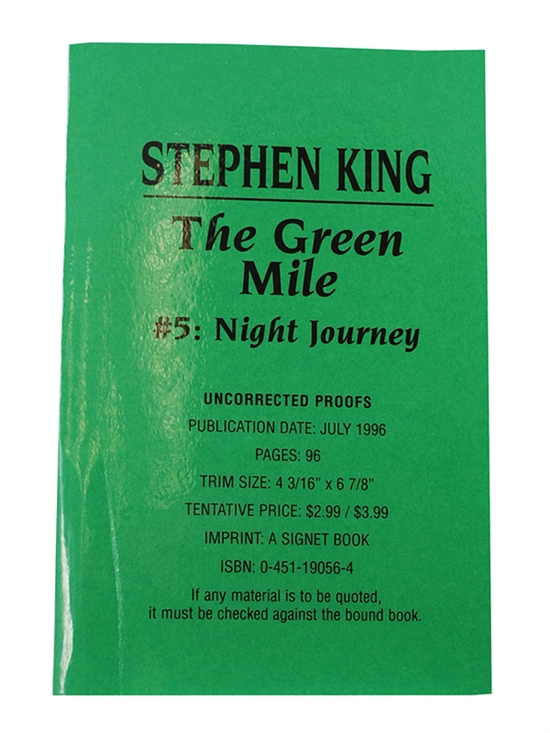 STEPHEN KING
The Green
Mile
#5: Night Journey
UNCORRECTED PROOFS
PUBLICATION DATE: JULY 1996
PAGES: 96
TRIM SIZE: 4 3/16" x 6 7/8"
TENTATIVE PRICE: $2.99 / $3.99
IMPRINT: A SIGNET BOOK
ISBN: 0-451-19056-4
If any material is to be quoted,
it must be checked against the bound book.